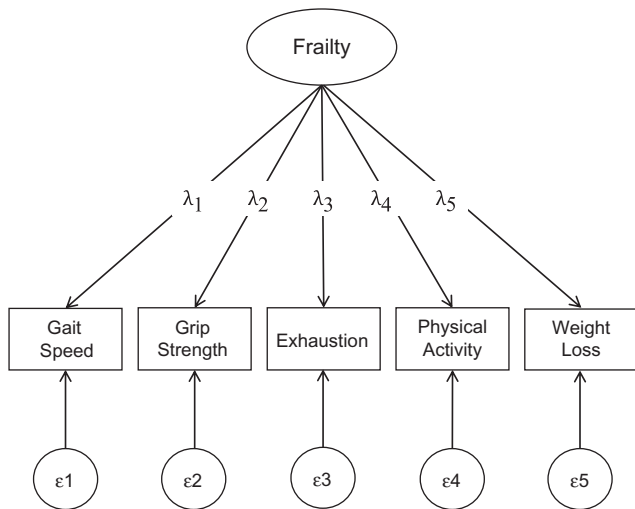 Frailty
λ1 λ2 λ3 λ4 λ5
Gait
Speed
Grip
Strength
Exhaustion
Physical
Activity
Weight
Loss
ε1 ε2 ε3 ε4 ε5